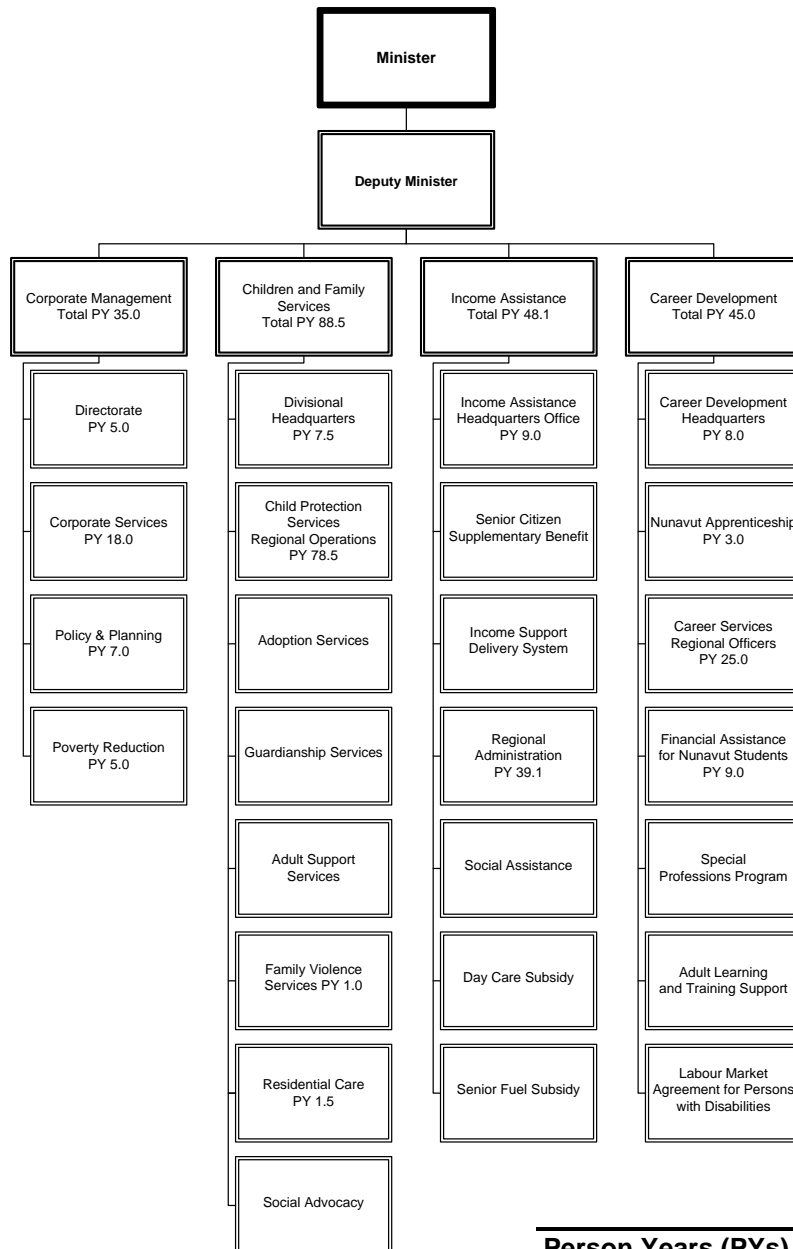 Minister
Deputy Minister
Corporate Management
Total PY 35.0
Directorate
PY 5.0
Corporate Services
PY 18.0
Policy & Planning
PY 7.0
Poverty Reduction
PY 5.0
Children and Family
Services
Total PY 88.5
Divisional
Headquarters
PY 7.5
Child Protection
Services
Regional Operations
PY 78.5
Adoption Services
Guardianship Services
Adult Support
Services
Family Violence
Services PY 1.0
Residential Care
PY 1.5
Social Advocacy
Income Assistance
Total PY 48.1
Income Assistance
Headquarters Office
PY 9.0
Senior Citizen
Supplementary Benefit
Income Support
Delivery System
Regional
Administration
PY 39.1
Social Assistance
Day Care Subsidy
Senior Fuel Subsidy
Career Development
Total PY 45.0
Career Development
Headquarters
PY 8.0
Nunavut Apprenticeship
PY 3.0
Career Services
Regional Officers
PY 25.0
Financial Assistance
for Nunavut Students
PY 9.0
Special
Professions Program
Adult Learning
and Training Support
Labour Market
Agreement for Persons
with Disabilities
Person Years (PYs)